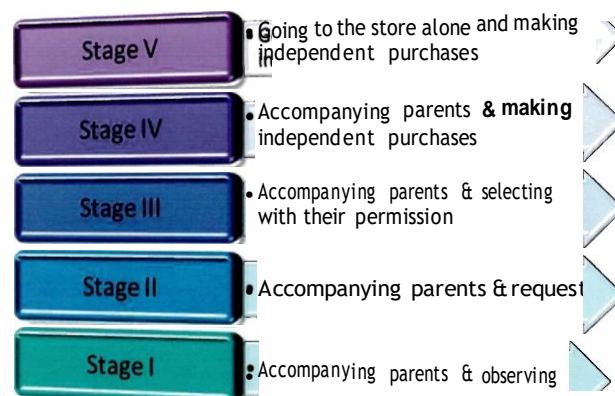 Stage V
• Going to the store alone and making
independent purchases
Stage IV
• Accompanying parents & making
independent purchases
Stage III
• Accompanying parents & selecting
with their permission
Stage II
• Accompanying parents & request
Stage I
• Accompanying parents & observing